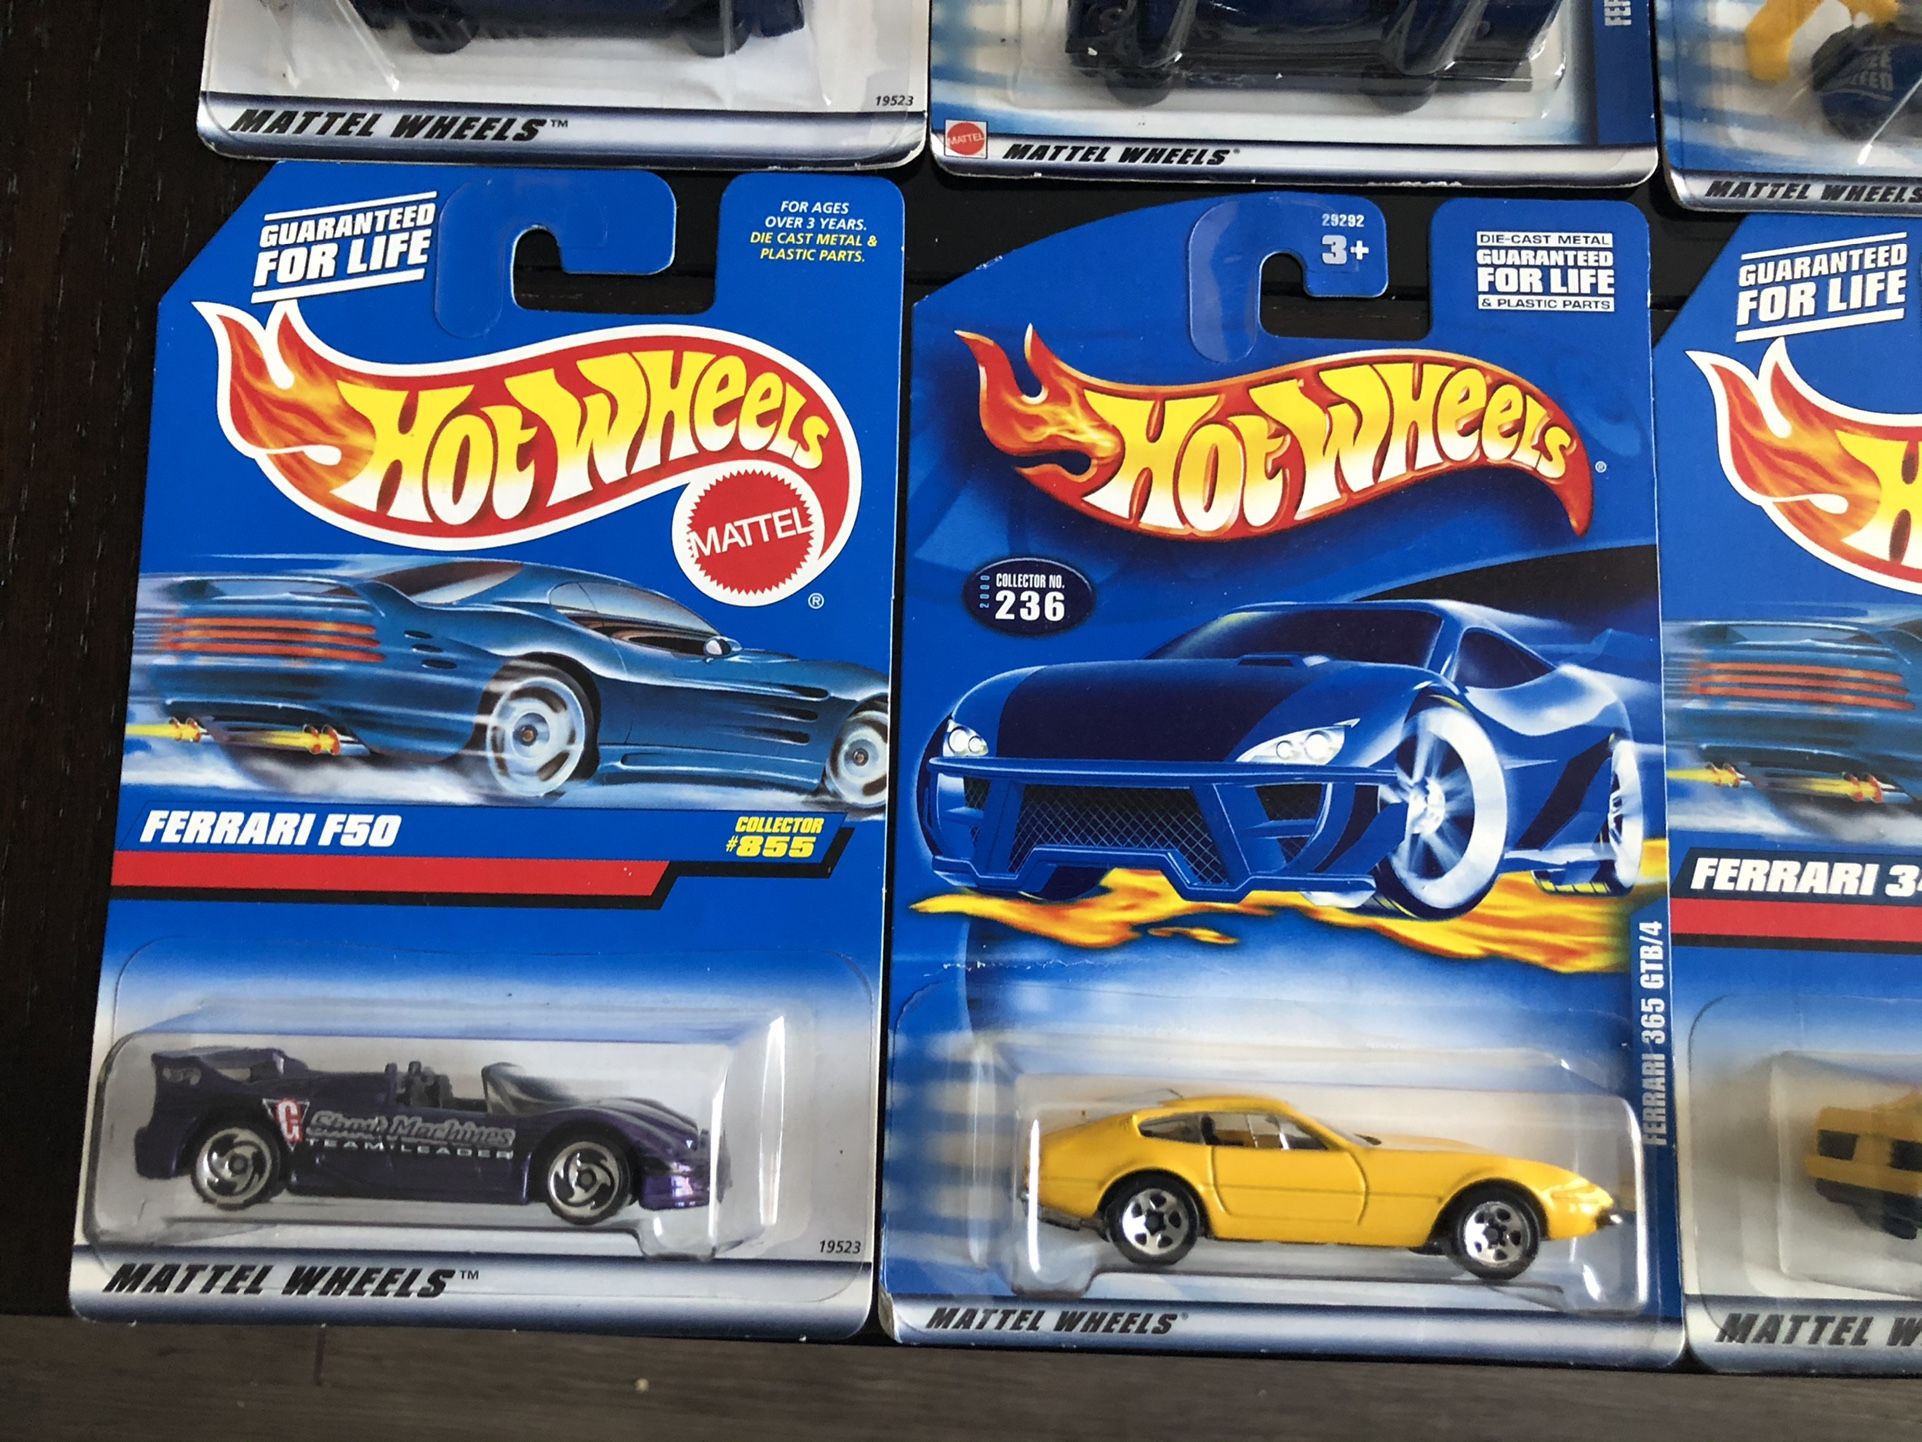 19523
MATTEL WHEELS™
MATTEL
MATTEL WHEELS®
MATTEL WHEELS
GUARANTEED
FOR LIFE
FOR AGES
OVER 3 YEARS.
DIE CAST METAL &
PLASTIC PARTS.
HOT WHEELS
MATTEL
®
FERRARI F50
COLLECTOR
#855
Street Machines
TEAM LEADER
19523
MATTEL WHEELS™
29292
3+
DIE-CAST METAL
GUARANTEED
FOR LIFE
& PLASTIC PARTS
HOT WHEELS
®
2000
COLLECTOR NO.
236
FERRARI 365 GTB/4
MATTEL WHEELS®
GUARANTEED
FOR LIFE
FERRARI 3
MATTEL W